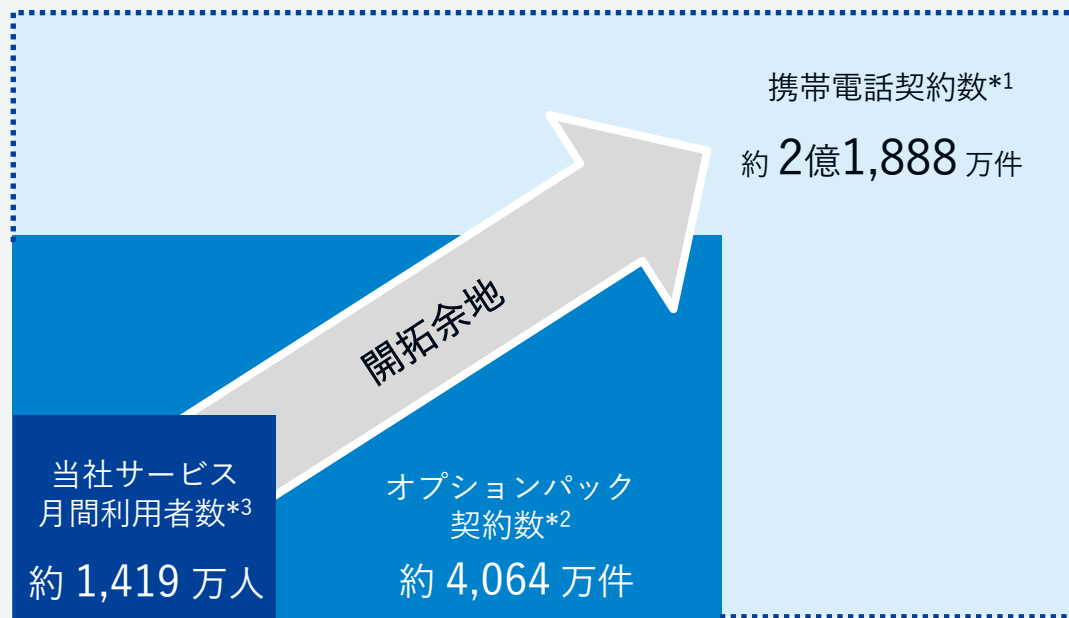 携帯電話契約数*1
約 2億1,888 万件
開拓余地
当社サービス
月間利用者数*3
約 1,419 万人
オプションパック
契約数*2
約 4,064 万件